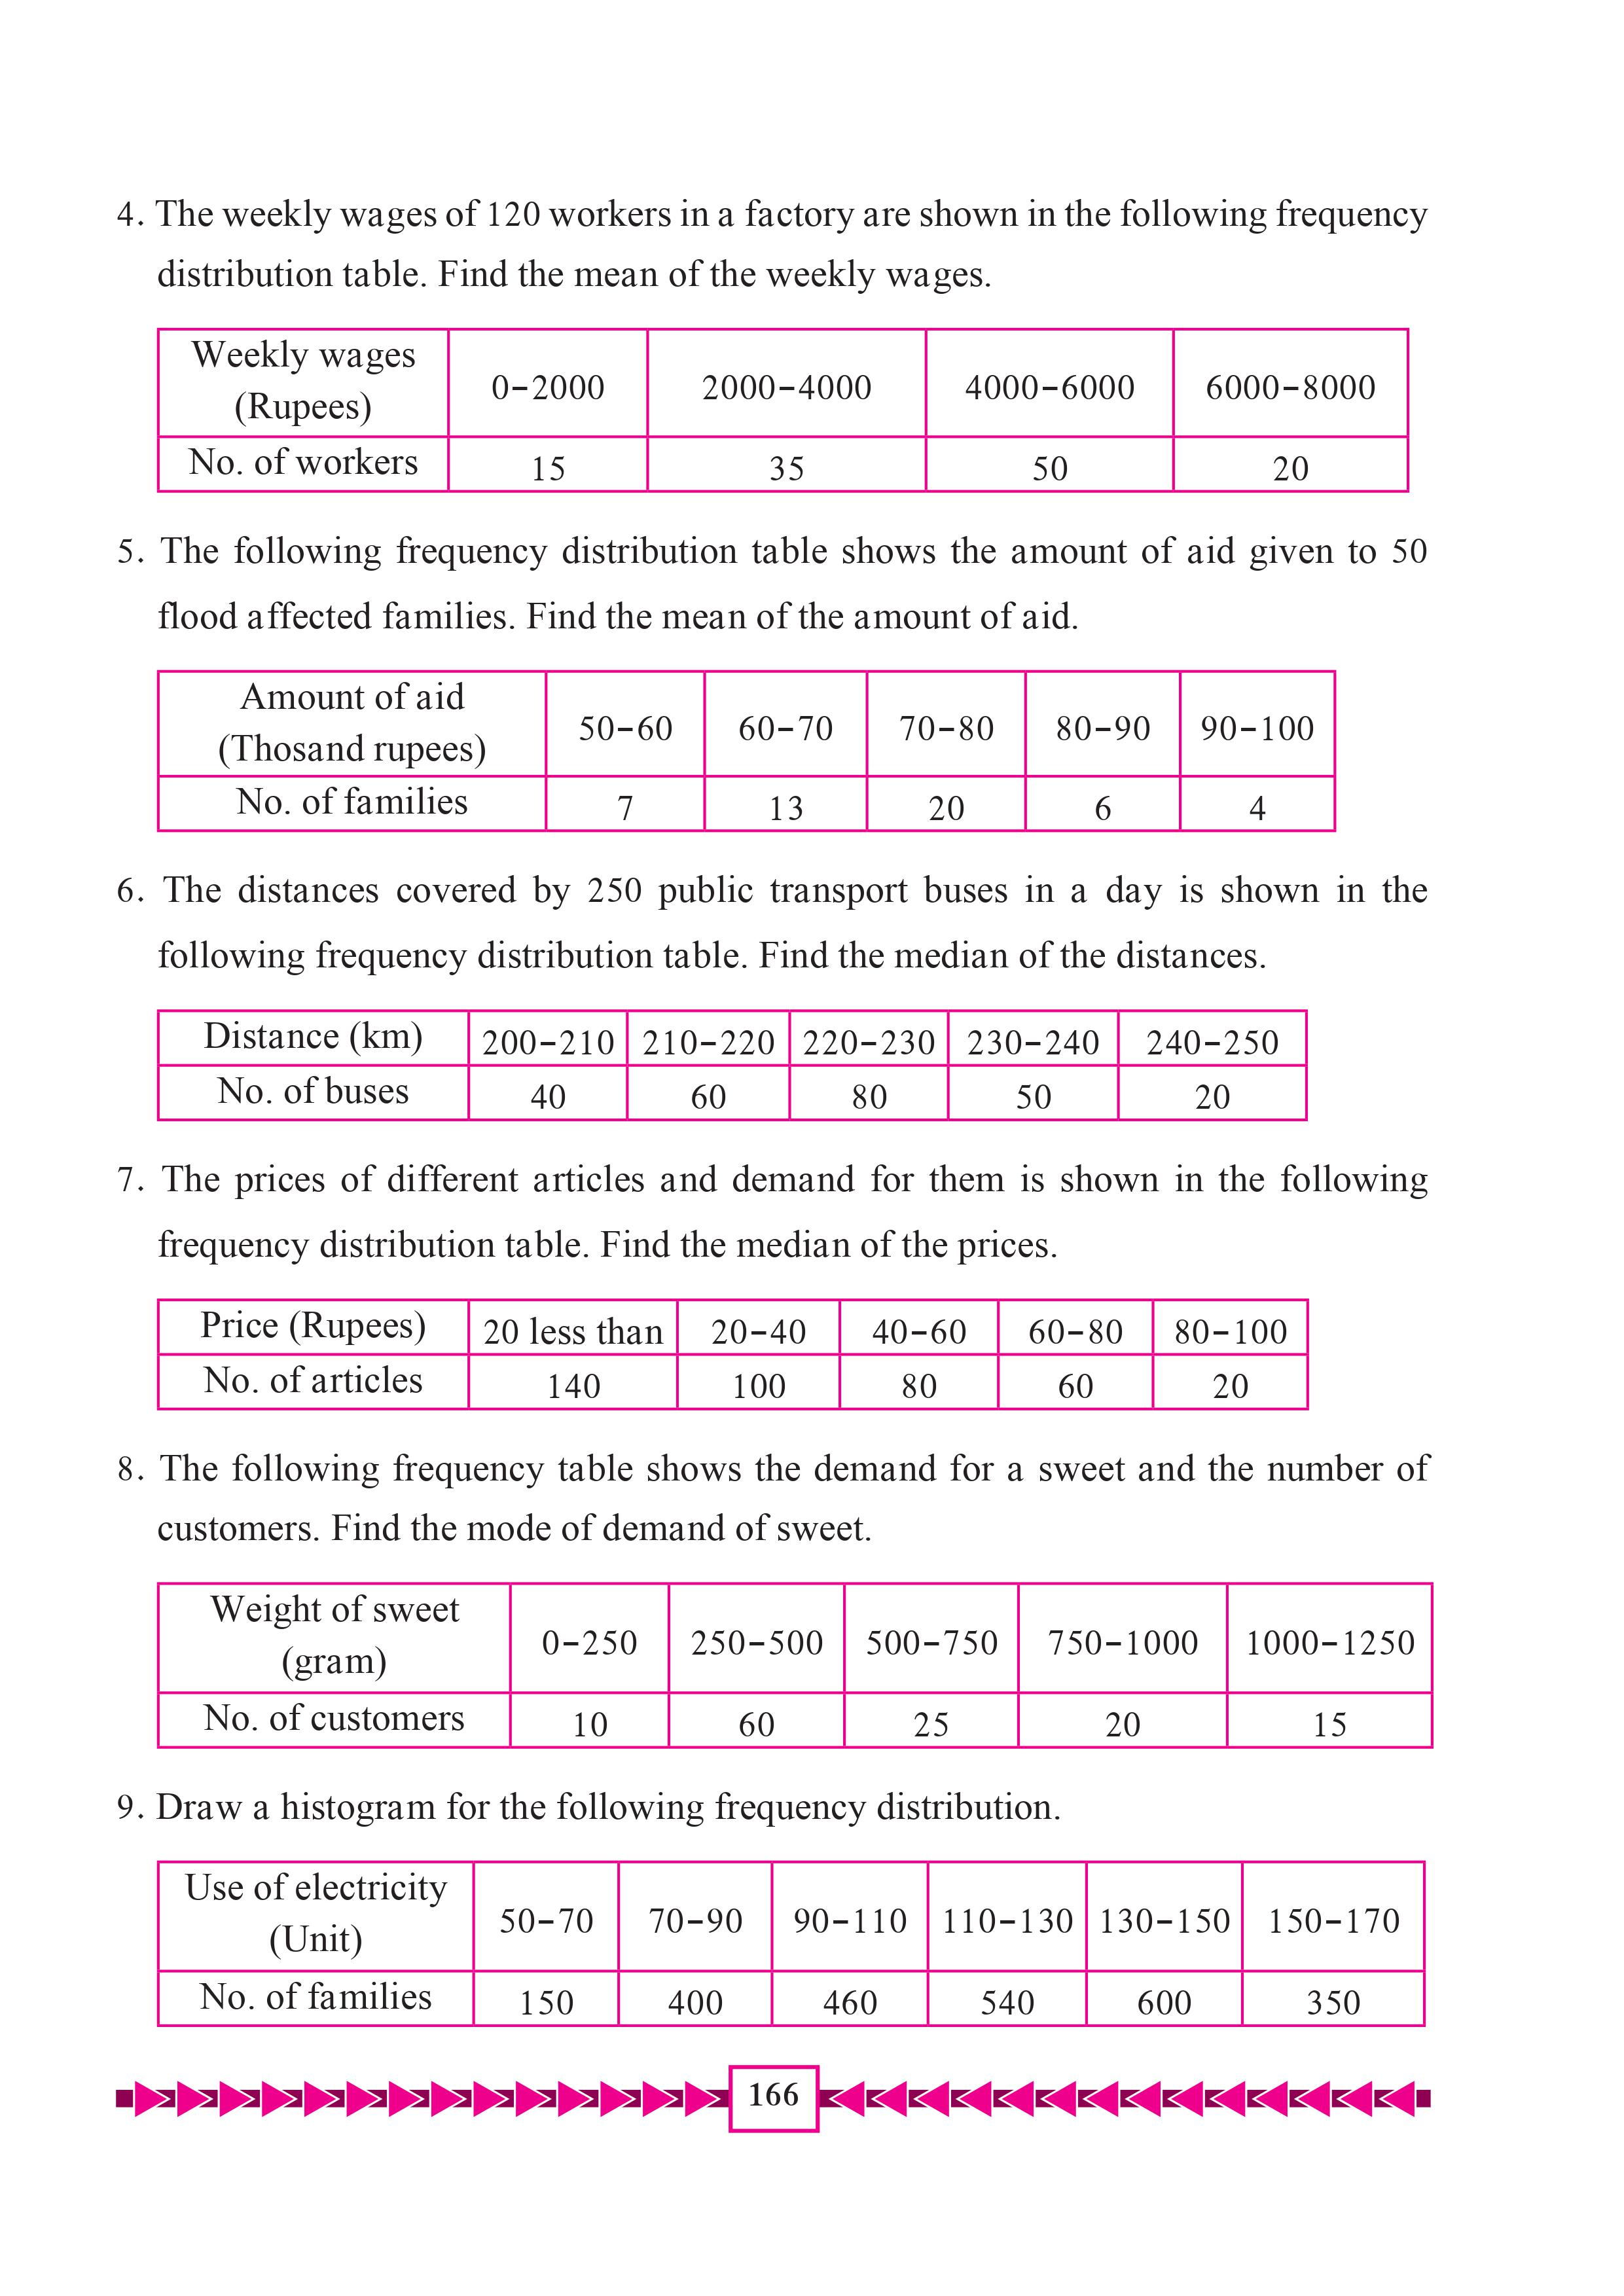 4. The weekly wages of 120 workers in a factory are shown in the following frequency
distribution table. Find the mean of the weekly wages.
Weekly wages
(Rupees) 0-2000 2000-4000 4000-6000 6000-8000
No. of workers 15 35 50 20
5. The following frequency distribution table shows the amount of aid given to 50
flood affected families. Find the mean of the amount of aid.
Amount of aid
(Thosand rupees) 50-60 60-70 70-80 80-90 90-100
No. of families 7 13 20 6 4
6. The distances covered by 250 public transport buses in a day is shown in the
following frequency distribution table. Find the median of the distances.
Distance (km) 200-210 210-220 220-230 230-240 240-250
No. of buses 40 60 80 50 20
7. The prices of different articles and demand for them is shown in the following
frequency distribution table. Find the median of the prices.
Price (Rupees) 20 less than 20-40 40-60 60-80 80-100
No. of articles 140 100 80 60 20
8. The following frequency table shows the demand for a sweet and the number of
customers. Find the mode of demand of sweet.
Weight of sweet
(gram) 0-250 250-500 500-750 750-1000 1000-1250
No. of customers 10 60 25 20 15
9. Draw a histogram for the following frequency distribution.
Use of electricity
(Unit) 50-70 70-90 90-110 110-130 130-150 150-170
No. of families 150 400 460 540 600 350
166